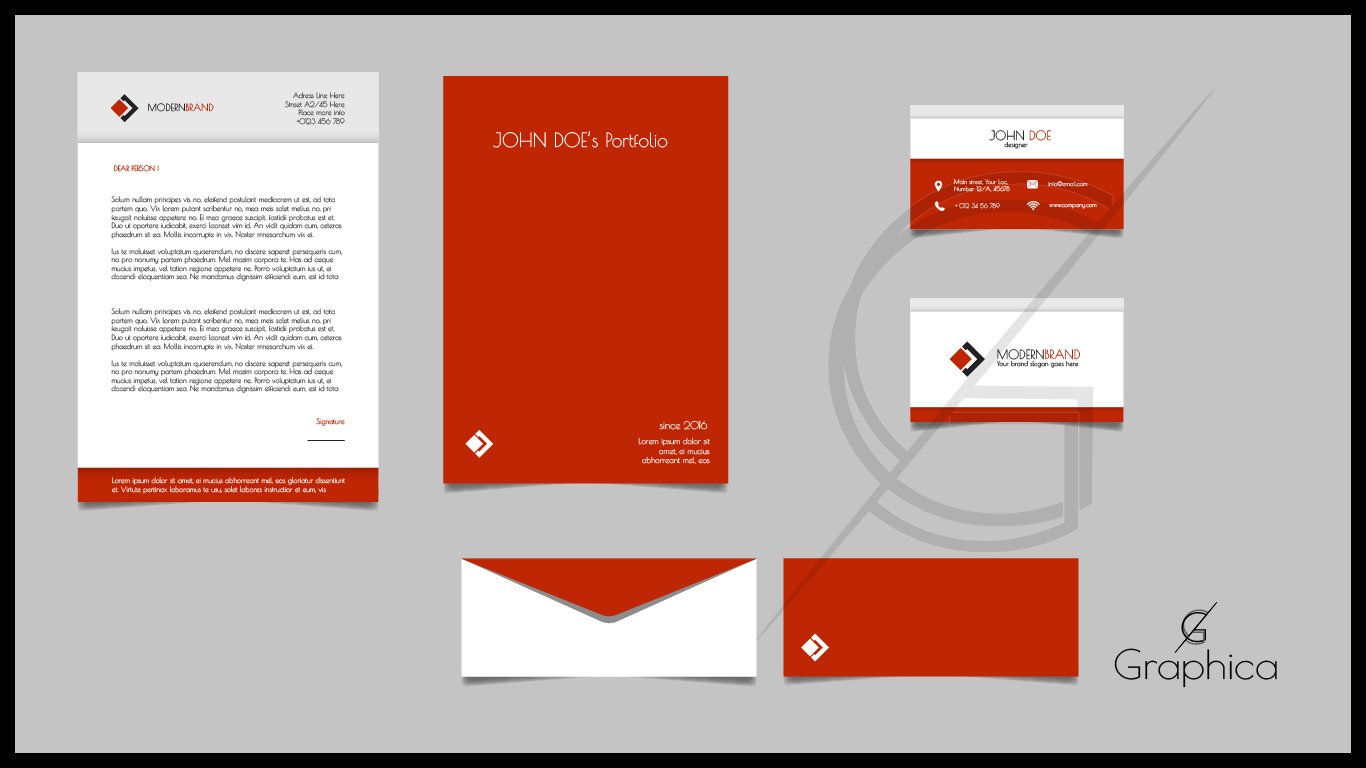 MODERNBRAND
Adress Line Here
Street A2/45 Here
Place more info
+0123 456 789
DEAR PERSON !
Solum nullam principes vis no, eleifend postulant mediocrem ut est, ad tota
partem quo. Vix lorem putant scribentur no, mea meis solet melius no, pri
feugait noluisse appetere no. Ei mea graece suscipit, fastidii probatus est et.
Duo ut oportere iudicabit, exerci laoreet vim id. An vidit quidam cum, ceteros
phaedrum sit ea. Mollis incorrupte in vix. Noster mnesarchum vix ei.
Ius te maluisset voluptatum quaerendum, no discere saperet persequeris cum,
no pro nonumy partem phaedrum. Mel mazim corpora te. Has ad aeque
mucius impetus, vel tation regione appetere ne. Porro voluptatum ius ut, ei
docendi eloquentiam sea. Ne mandamus dignissim efficiendi eum, est id tota
Solum nullam principes vis no, eleifend postulant mediocrem ut est, ad tota
partem quo. Vix lorem putant scribentur no, mea meis solet melius no, pri
feugait noluisse appetere no. Ei mea graece suscipit, fastidii probatus est et.
Duo ut oportere iudicabit, exerci laoreet vim id. An vidit quidam cum, ceteros
phaedrum sit ea. Mollis incorrupte in vix. Noster mnesarchum vix ei.
Ius te maluisset voluptatum quaerendum, no discere saperet persequeris cum,
no pro nonumy partem phaedrum. Mel mazim corpora te. Has ad aeque
mucius impetus, vel tation regione appetere ne. Porro voluptatum ius ut, ei
docendi eloquentiam sea. Ne mandamus dignissim efficiendi eum, est id tota
Signature
Lorem ipsum dolor sit amet, ei mucius abhorreant mel, eos gloriatur dissentiunt
et. Virtute pertinax laboramus te usu, solet labores instructior et eum, vis
JOHN DOE's Portfolio
since 2016
Lorem ipsum dolor sit
amet, ei mucius
abhorreant mel, eos
JOHN DOE
designer
Main street, Your Loc.
Number 12/A, 45678
info@email.com
+ 012 34 56 789
www.company.com
MODERNBRAND
Your brand slogan goes here
G
Graphica